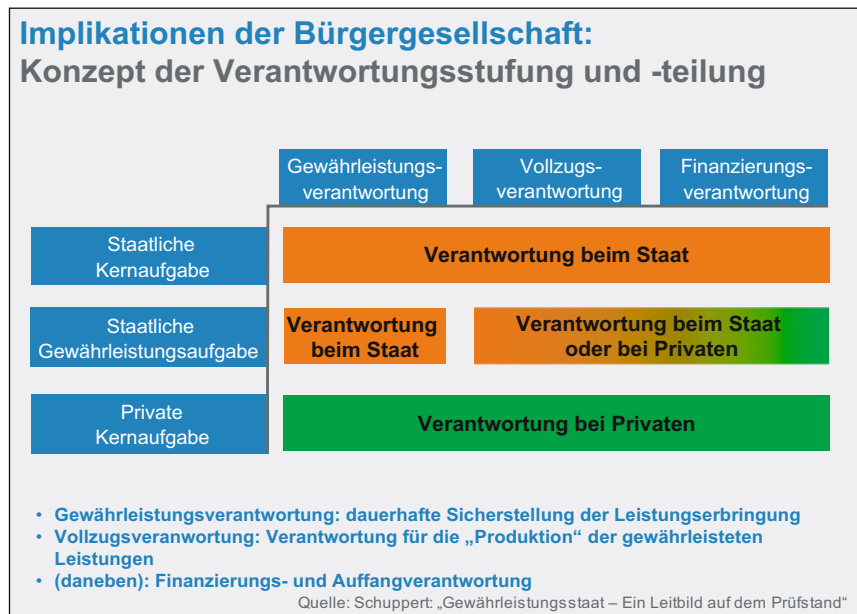 Implikationen der Bürgergesellschaft:
Konzept der Verantwortungsstufung und -teilung
Gewährleistungs-
verantwortung
Vollzugs-
verantwortung
Finanzierungs-
verantwortung
Staatliche
Kernaufgabe
Verantwortung beim Staat
Staatliche
Gewährleistungsaufgabe
Verantwortung
beim Staat
Verantwortung beim Staat
oder bei Privaten
Private
Kernaufgabe
Verantwortung bei Privaten
• Gewährleistungsverantwortung: dauerhafte Sicherstellung der Leistungserbringung
• Vollzugsveranwortung: Verantwortung für die „Produktion“ der gewährleisteten
Leistungen
• (daneben): Finanzierungs- und Auffangverantwortung
Quelle: Schuppert: „Gewährleistungsstaat – Ein Leitbild auf dem Prüfstand“